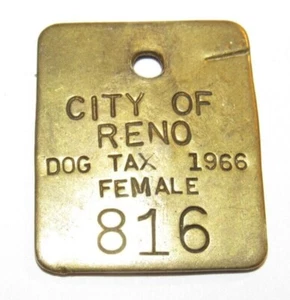 CITY OF
RENO
DOG TAX 1966
FEMALE
816